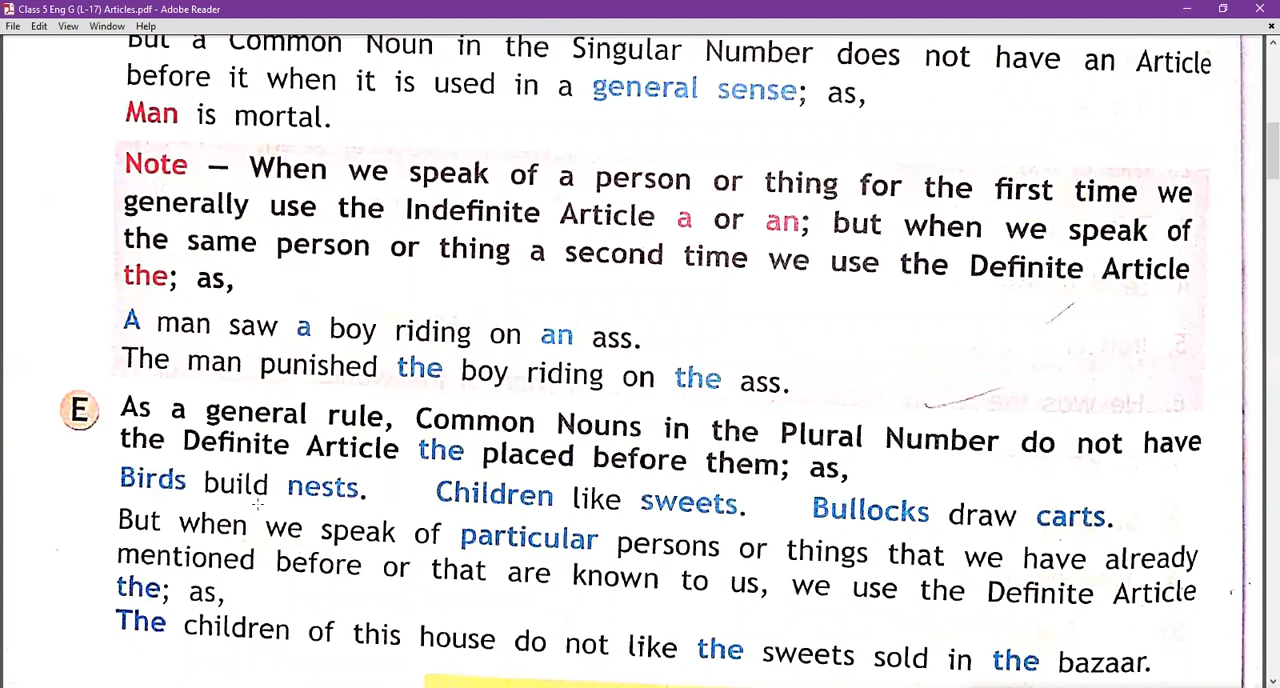 Class 5 Eng G (L-17) Articles.pdf - Adobe Reader
File Edit View Window Help
But a Common Noun in the Singular Number does not have an Article
before it when it is used in a general sense; as,
Man is mortal.
Note – When we speak of a person or thing for the first time we
generally use the Indefinite Article a or an; but when we speak of
the same person or thing a second time we use the Definite Article
the; as,
A man saw a boy riding on an ass.
The man punished the boy riding on the ass.
E As a general rule, Common Nouns in the Plural Number do not have
the Definite Article the placed before them; as,
Birds build nests. Children like sweets. Bullocks draw carts.
But when we speak of particular persons or things that we have already
mentioned before or that are known to us, we use the Definite Article
the; as,
The children of this house do not like the sweets sold in the bazaar.